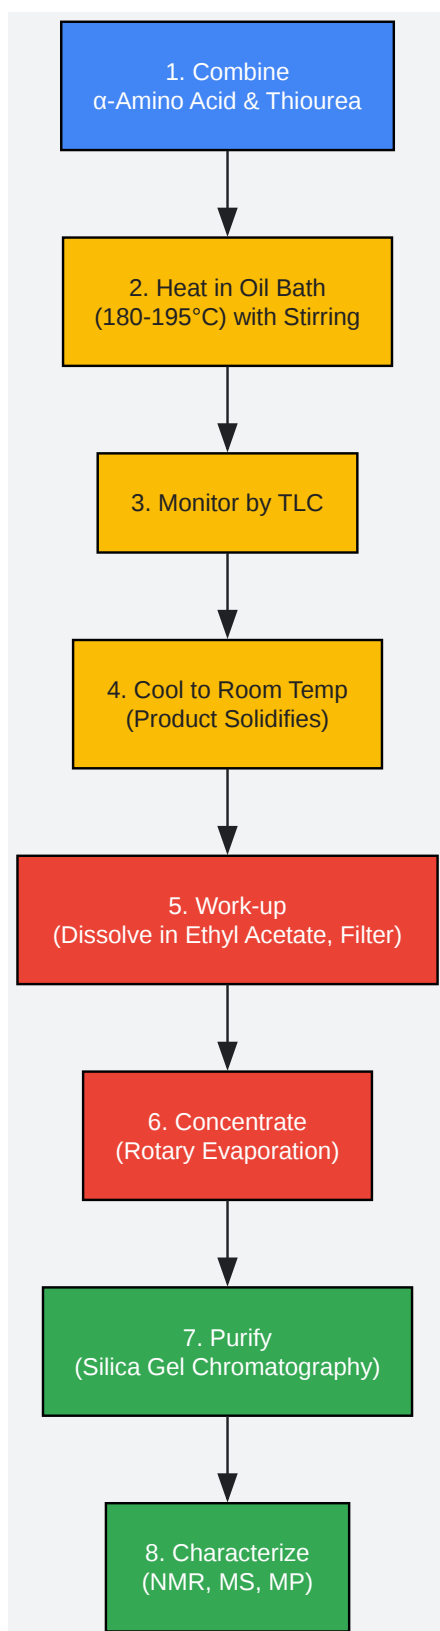 1. Combine
α-Amino Acid & Thiourea
2. Heat in Oil Bath
(180-195°C) with Stirring
3. Monitor by TLC
4. Cool to Room Temp
(Product Solidifies)
5. Work-up
(Dissolve in Ethyl Acetate, Filter)
6. Concentrate
(Rotary Evaporation)
7. Purify
(Silica Gel Chromatography)
8. Characterize
(NMR, MS, MP)